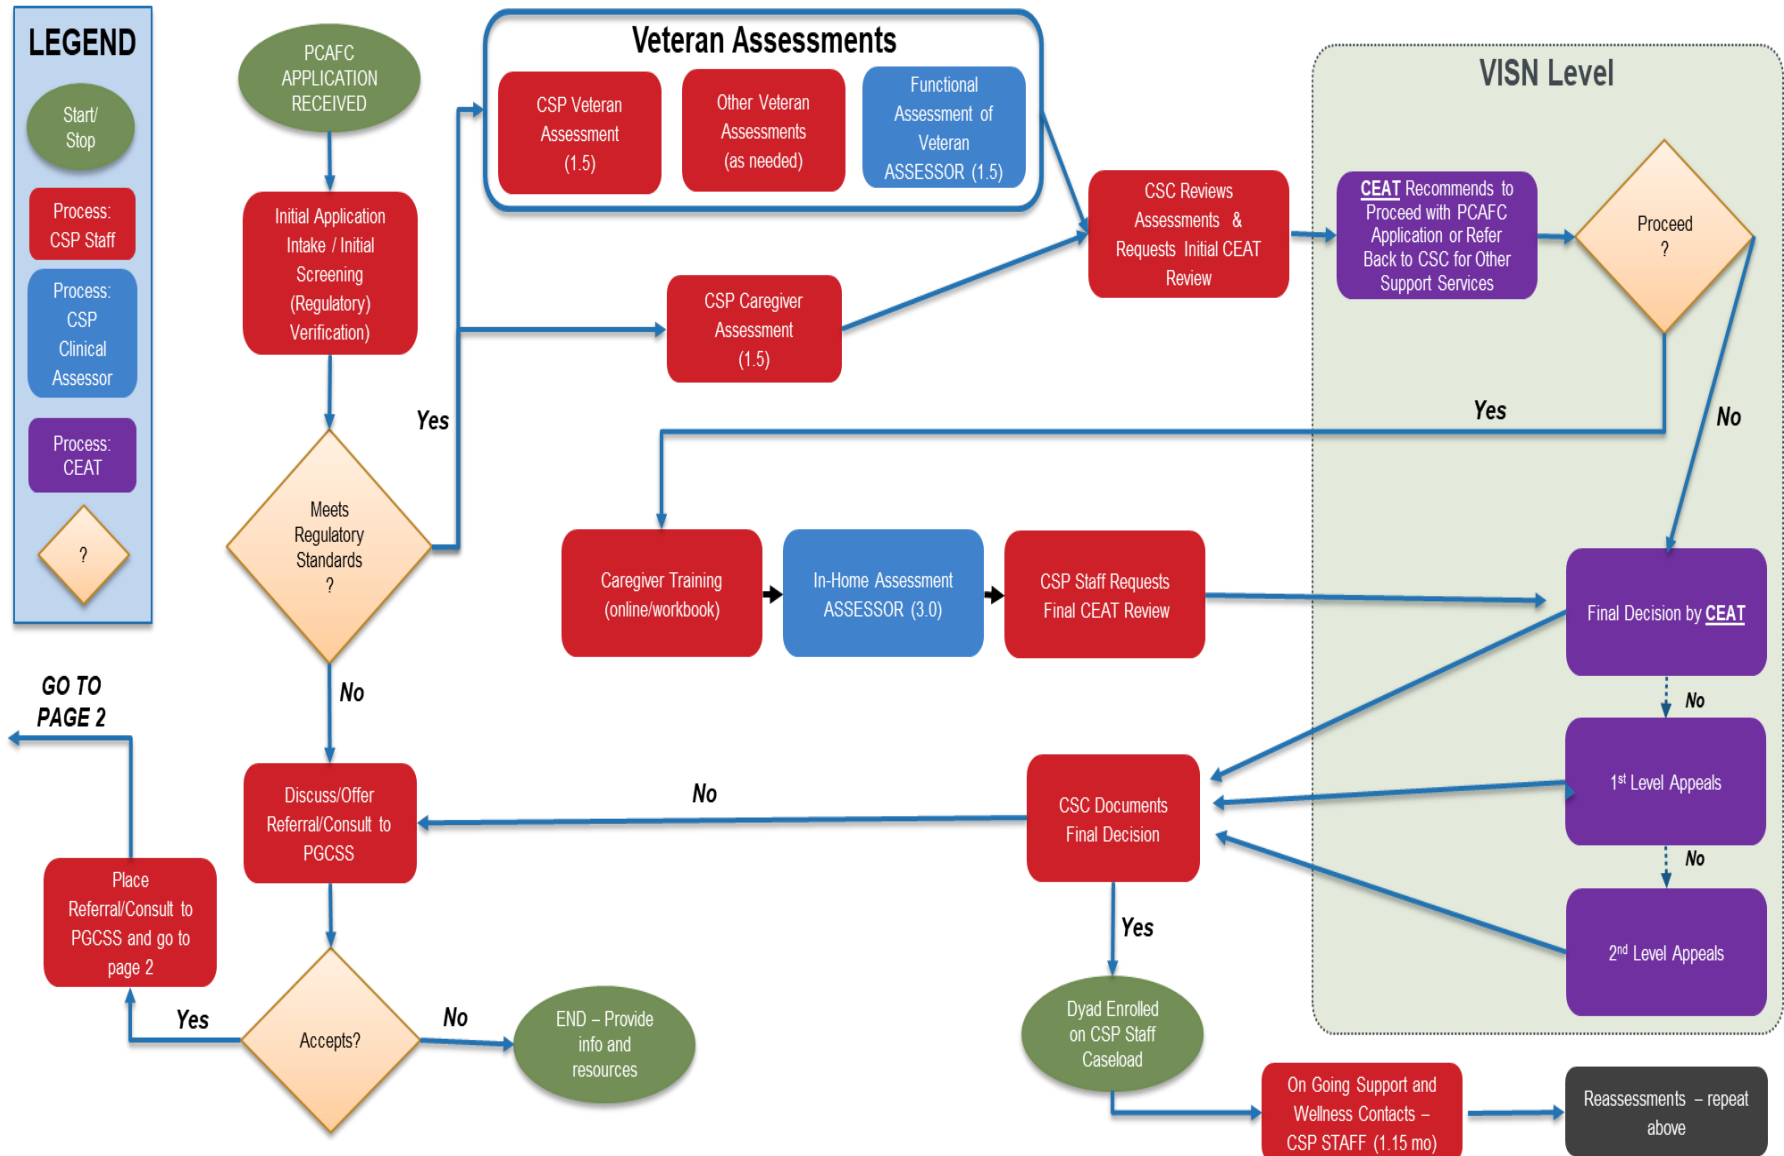 LEGEND
Start/
Stop
Process:
CSP Staff
Process:
CSP
Clinical
Assessor
Process:
CEAT
?
PCAFC
APPLICATION
RECEIVED
Initial Application
Intake / Initial
Screening
(Regulatory)
Verification)
Meets
Regulatory
Standards
?
Yes
No
Veteran Assessments
CSP Veteran
Assessment
(1.5)
Other Veteran
Assessments
(as needed)
Functional
Assessment of
Veteran
ASSESSOR (1.5)
CSP Caregiver
Assessment
(1.5)
CSC Reviews
Assessments &
Requests Initial CEAT
Review
VISN Level
CEAT Recommends to
Proceed with PCAFC
Application or Refer
Back to CSC for Other
Support Services
Proceed
?
Yes
No
Caregiver Training
(online/workbook)
In-Home Assessment
ASSESSOR (3.0)
CSP Staff Requests
Final CEAT Review
Final Decision by CEAT
No
1st Level Appeals
No
2nd Level Appeals
CSC Documents
Final Decision
No
Yes
Discuss/Offer
Referral/Consult to
PGCSS
GO TO
PAGE 2
Place
Referral/Consult to
PGCSS and go to
page 2
Yes
Accepts?
No
END – Provide
info and
resources
Dyad Enrolled
on CSP Staff
Caseload
On Going Support and
Wellness Contacts –
CSP STAFF (1.15 mo)
Reassessments – repeat
above